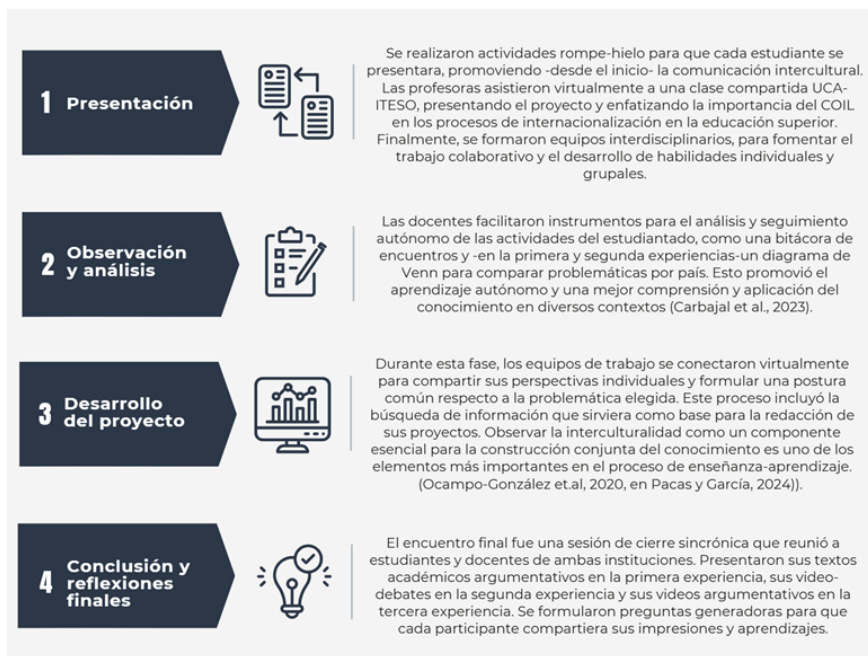 1 Presentación
Se realizaron actividades rompe-hielo para que cada estudiante se
presentara, promoviendo -desde el inicio- la comunicación intercultural.
Las profesoras asistieron virtualmente a una clase compartida UCA-
ITESO, presentando el proyecto y enfatizando la importancia del COIL
en los procesos de internacionalización en la educación superior.
Finalmente, se formaron equipos interdisciplinarios, para fomentar el
trabajo colaborativo y el desarrollo de habilidades individuales y
grupales.
2 Observación
y análisis
Las docentes facilitaron instrumentos para el análisis y seguimiento
autónomo de las actividades del estudiantado, como una bitácora de
encuentros y -en la primera y segunda experiencias-un diagrama de
Venn para comparar problemáticas por país. Esto promovió el
aprendizaje autónomo y una mejor comprensión y aplicación del
conocimiento en diversos contextos (Carbajal et al., 2023).
3 Desarrollo
del proyecto
Durante esta fase, los equipos de trabajo se conectaron virtualmente
para compartir sus perspectivas individuales y formular una postura
común respecto a la problemática elegida. Este proceso incluyó la
búsqueda de información que sirviera como base para la redacción de
sus proyectos. Observar la interculturalidad como un componente
esencial para la construcción conjunta del conocimiento es uno de los
elementos más importantes en el proceso de enseñanza-aprendizaje.
(Ocampo-González et.al, 2020, en Pacas y García, 2024)).
4 Conclusión y
reflexiones
finales
El encuentro final fue una sesión de cierre sincrónica que reunió a
estudiantes y docentes de ambas instituciones. Presentaron sus textos
académicos argumentativos en la primera experiencia, sus video-
debates en la segunda experiencia y sus videos argumentativos en la
tercera experiencia. Se formularon preguntas generadoras para que
cada participante compartiera sus impresiones y aprendizajes.